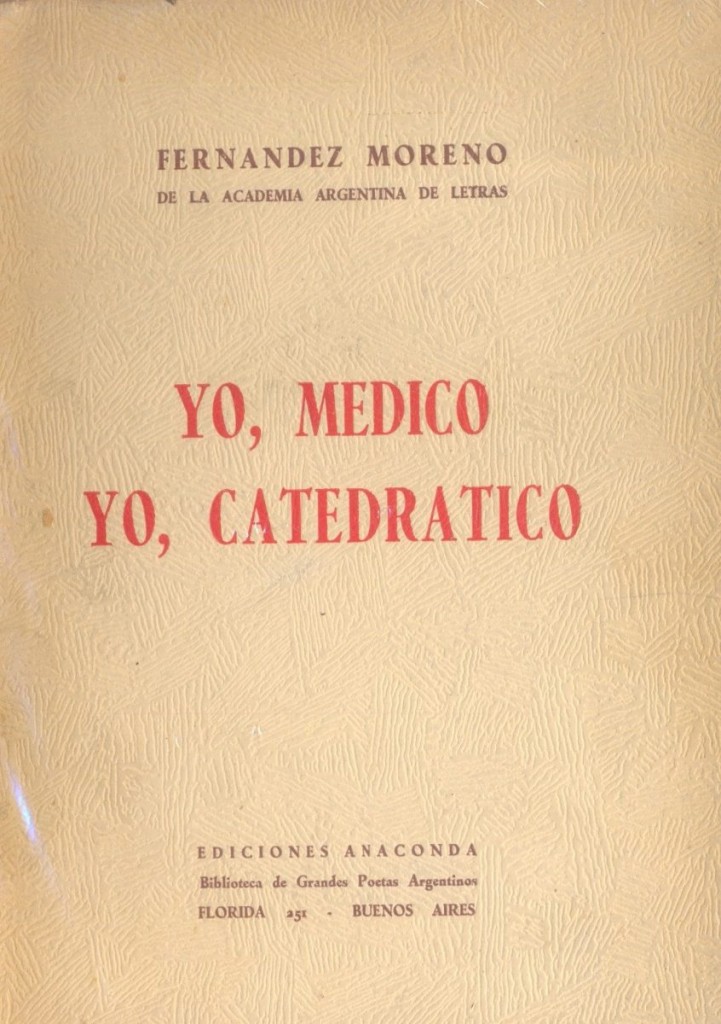 FERNANDEZ MORENO
DE LA ACADEMIA ARGENTINA DE LETRAS
YO, MEDICO
YO, CATEDRATICO
EDICIONES ANACONDA
Biblioteca de Grandes Poetas Argentinos
FLORIDA 251 - BUENOS AIRES